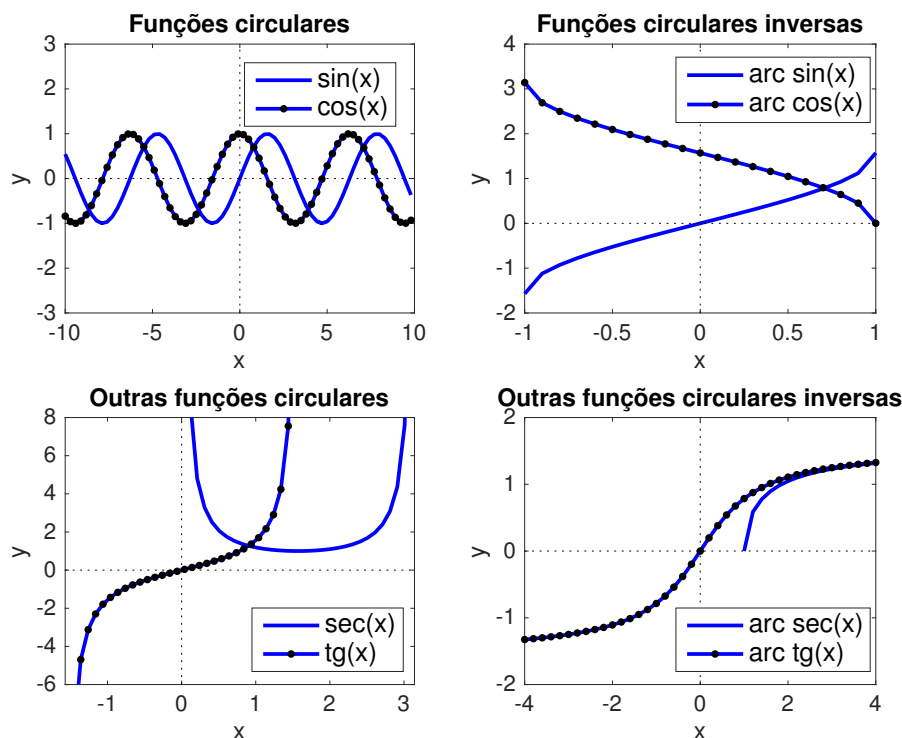 Funções circulares
3
2
1
0
-1
-2
-3
y
sin(x)
cos(x)
-10 -5 0 5 10
x
Funções circulares inversas
4
3
2
1
0
-1
-2
y
arc sin(x)
arc cos(x)
-1 -0.5 0 0.5 1
x
Outras funções circulares
8
6
4
2
0
-2
-4
-6
y
sec(x)
tg(x)
-1 0 1 2 3
x
Outras funções circulares inversas
2
1
0
-1
-2
y
arc sec(x)
arc tg(x)
-4 -2 0 2 4
x